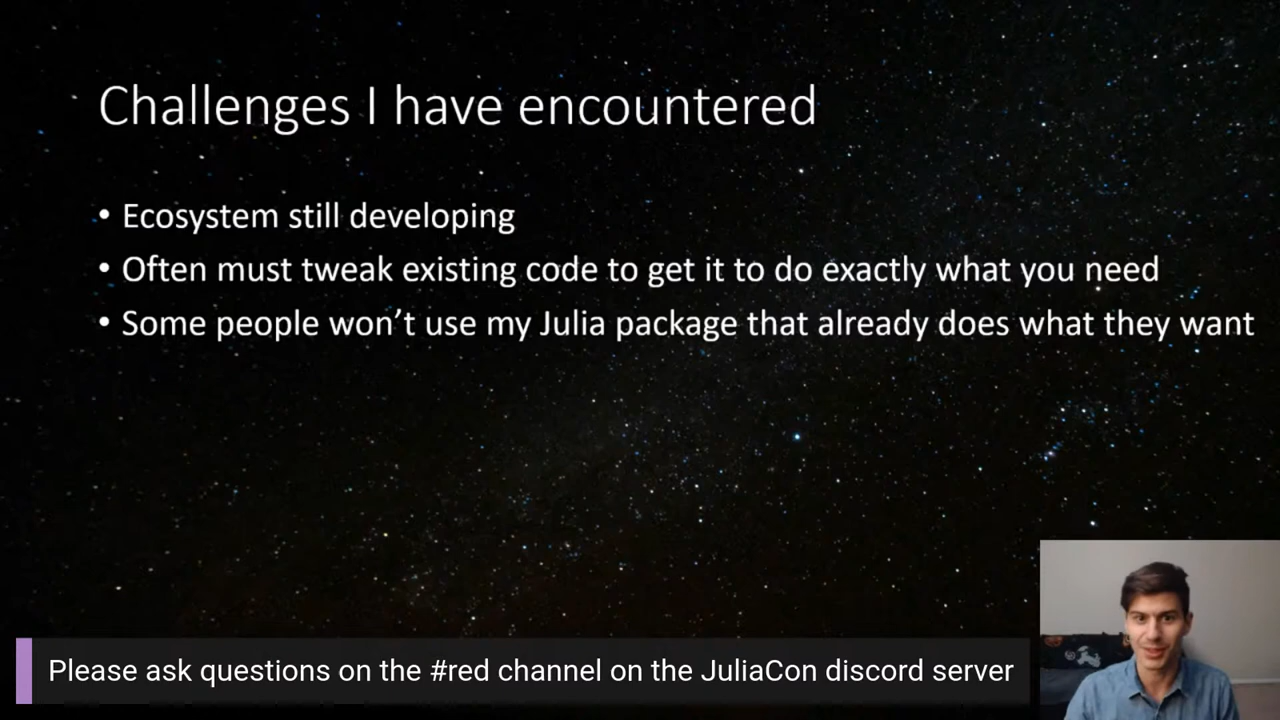 Challenges I have encountered
• Ecosystem still developing
• Often must tweak existing code to get it to do exactly what you need
• Some people won’t use my Julia package that already does what they want
Please ask questions on the #red channel on the JuliaCon discord server